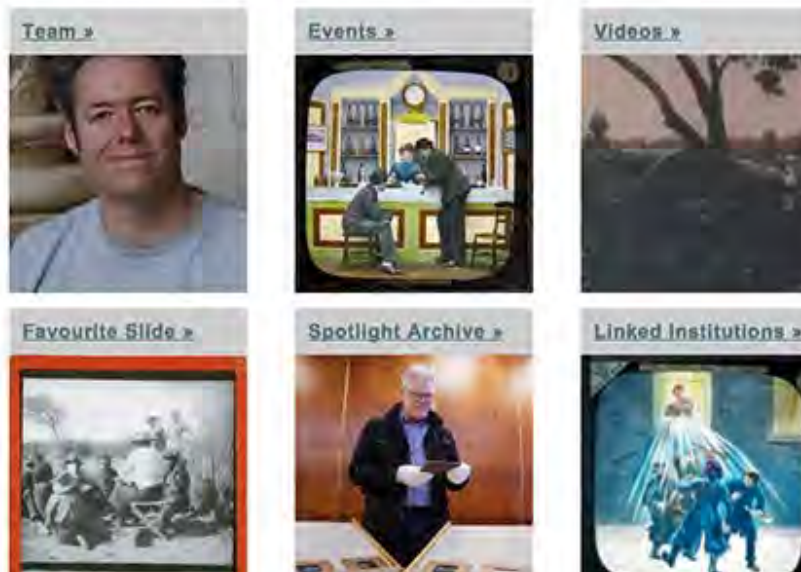 Team »
Events »
Videos »
Favourite Slide »
Spotlight Archive »
Linked Institutions »